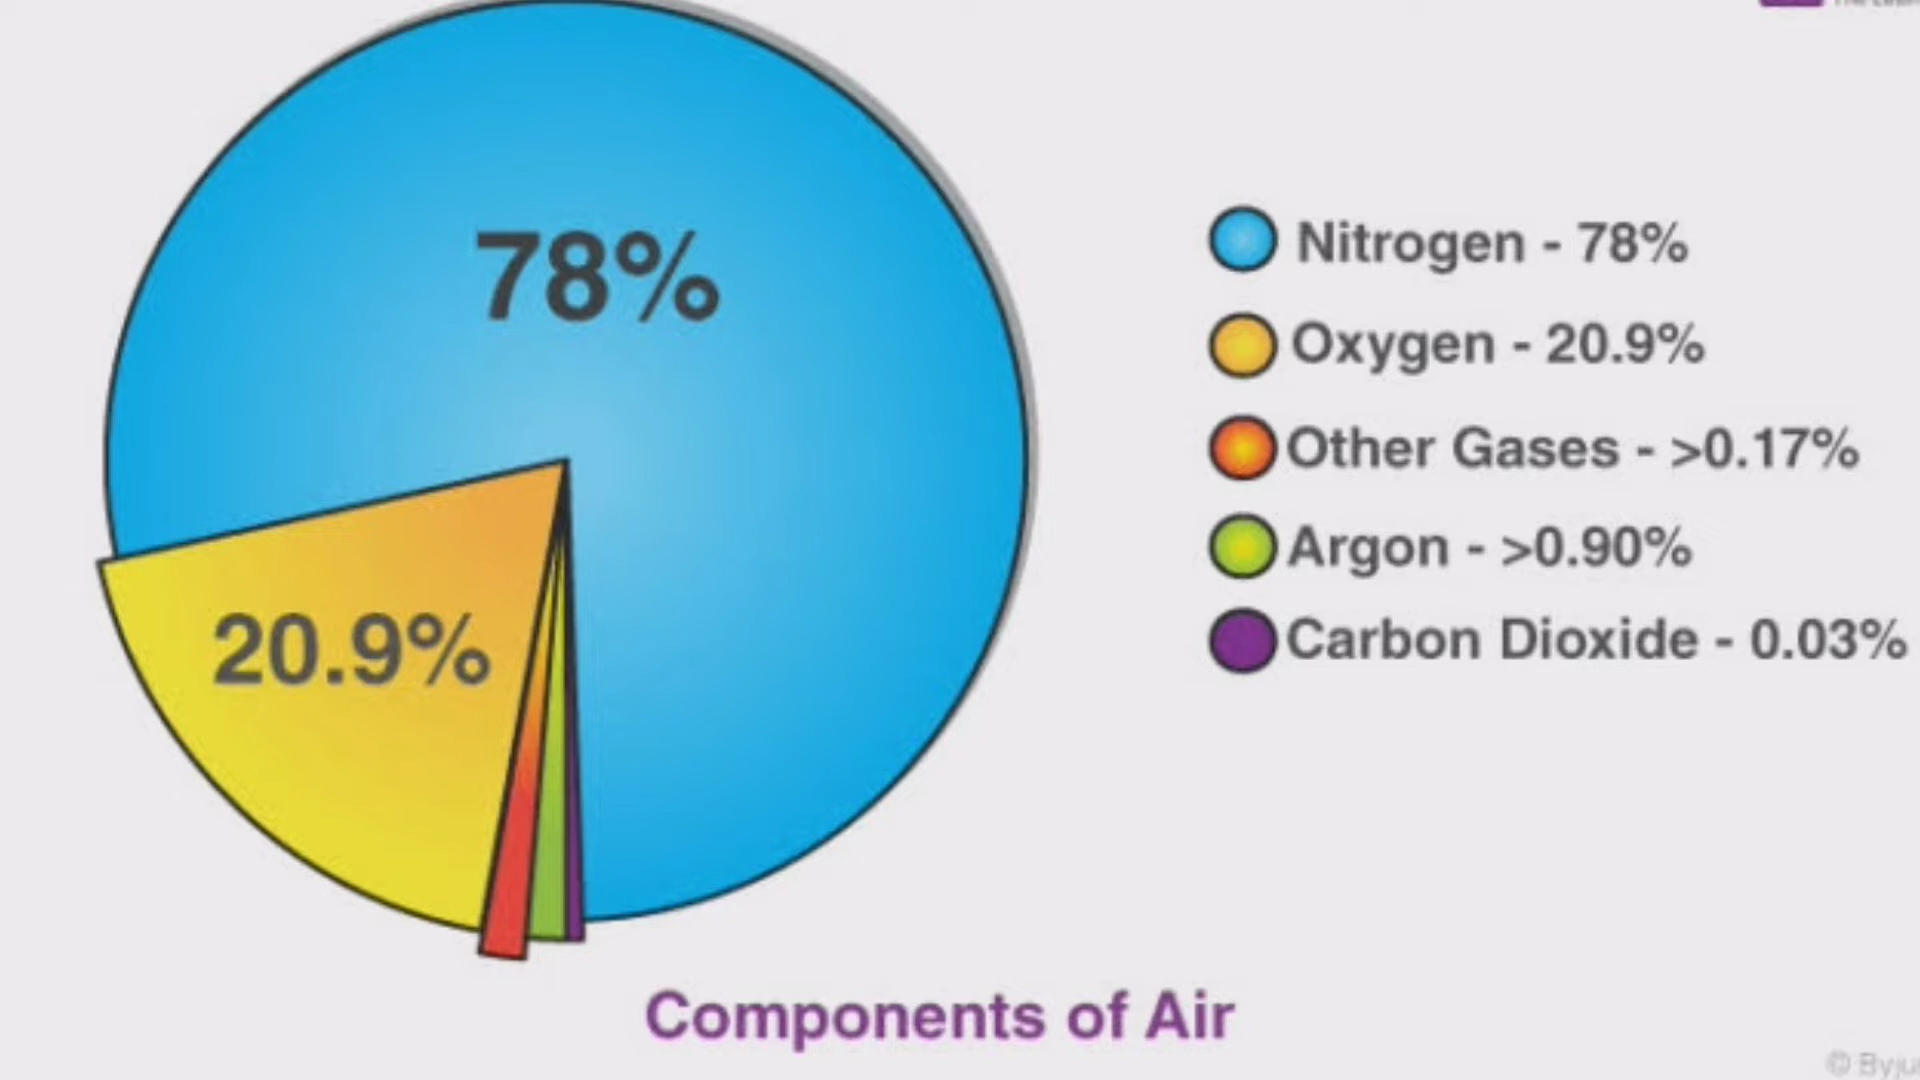 78%
20.9%
Nitrogen - 78%
Oxygen - 20.9%
Other Gases - >0.17%
Argon - >0.90%
Carbon Dioxide - 0.03%
Components of Air